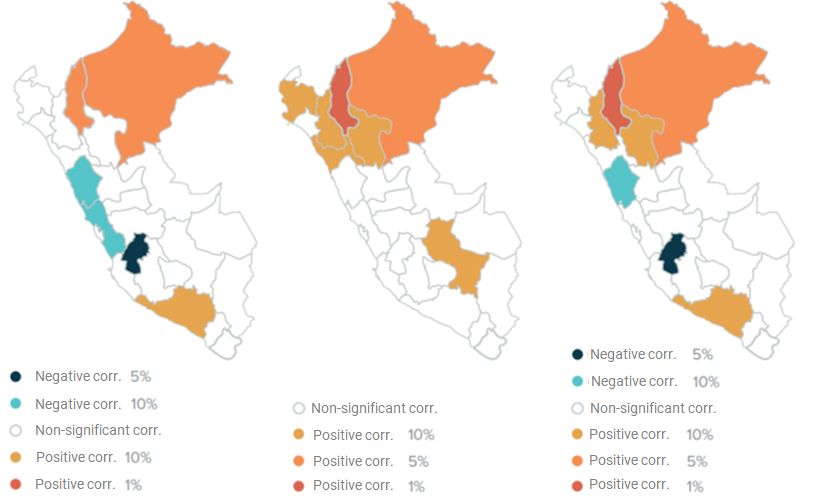 Negative corr. 5%
Negative corr. 10%
Non-significant corr.
Positive corr. 10%
Positive corr. 1%
Non-significant corr.
Positive corr. 10%
Positive corr. 5%
Positive corr. 1%
Negative corr. 5%
Negative corr. 10%
Non-significant corr.
Positive corr. 10%
Positive corr. 5%
Positive corr. 1%